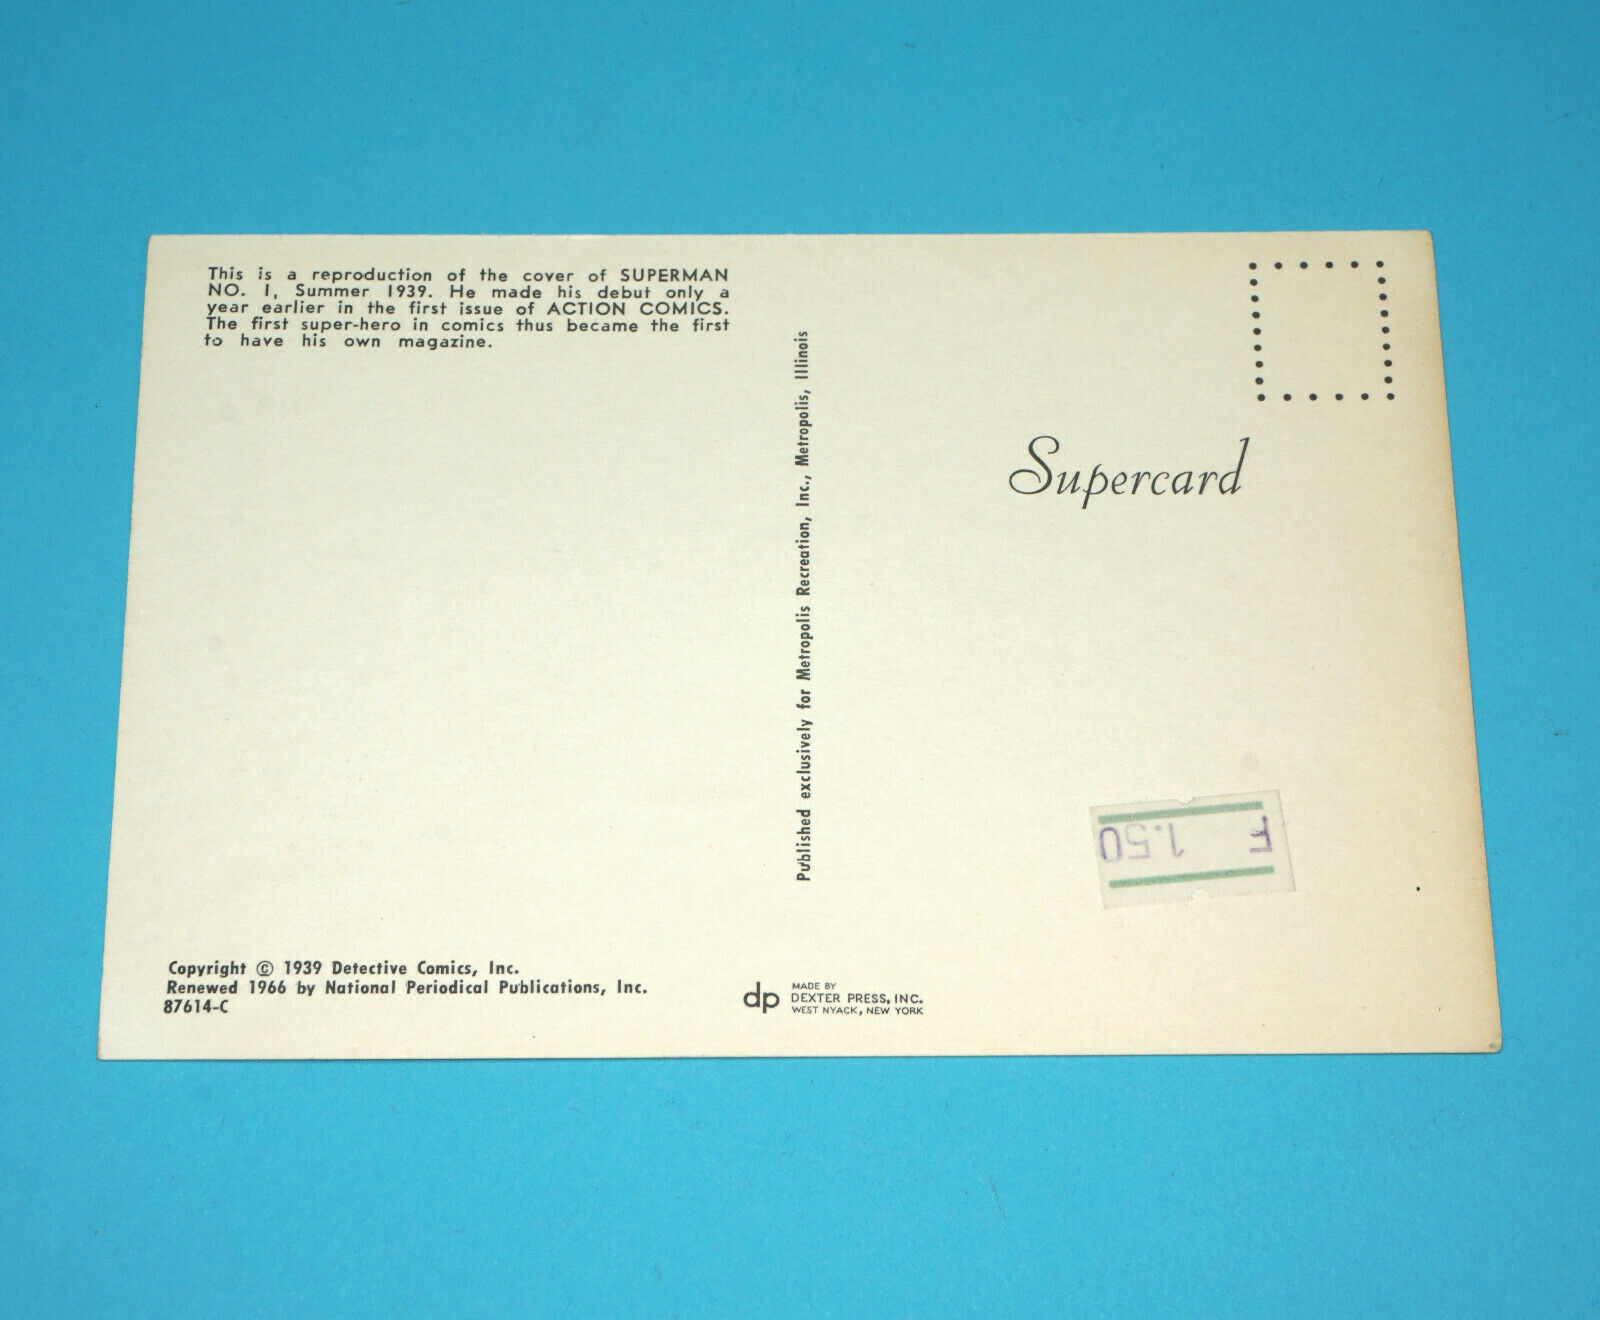 This is a reproduction of the cover of SUPERMAN
NO. 1, Summer 1939. He made his debut only a
year earlier in the first issue of ACTION COMICS.
The first super-hero in comics thus became the first
to have his own magazine.
Published exclusively for Metropolis Recreation, Inc., Metropolis, Illinois
Supercard
F 1.50
Copyright © 1939 Detective Comics, Inc.
Renewed 1966 by National Periodical Publications, Inc.
87614-C
dp
MADE BY
DEXTER PRESS, INC.
WEST NYACK, NEW YORK